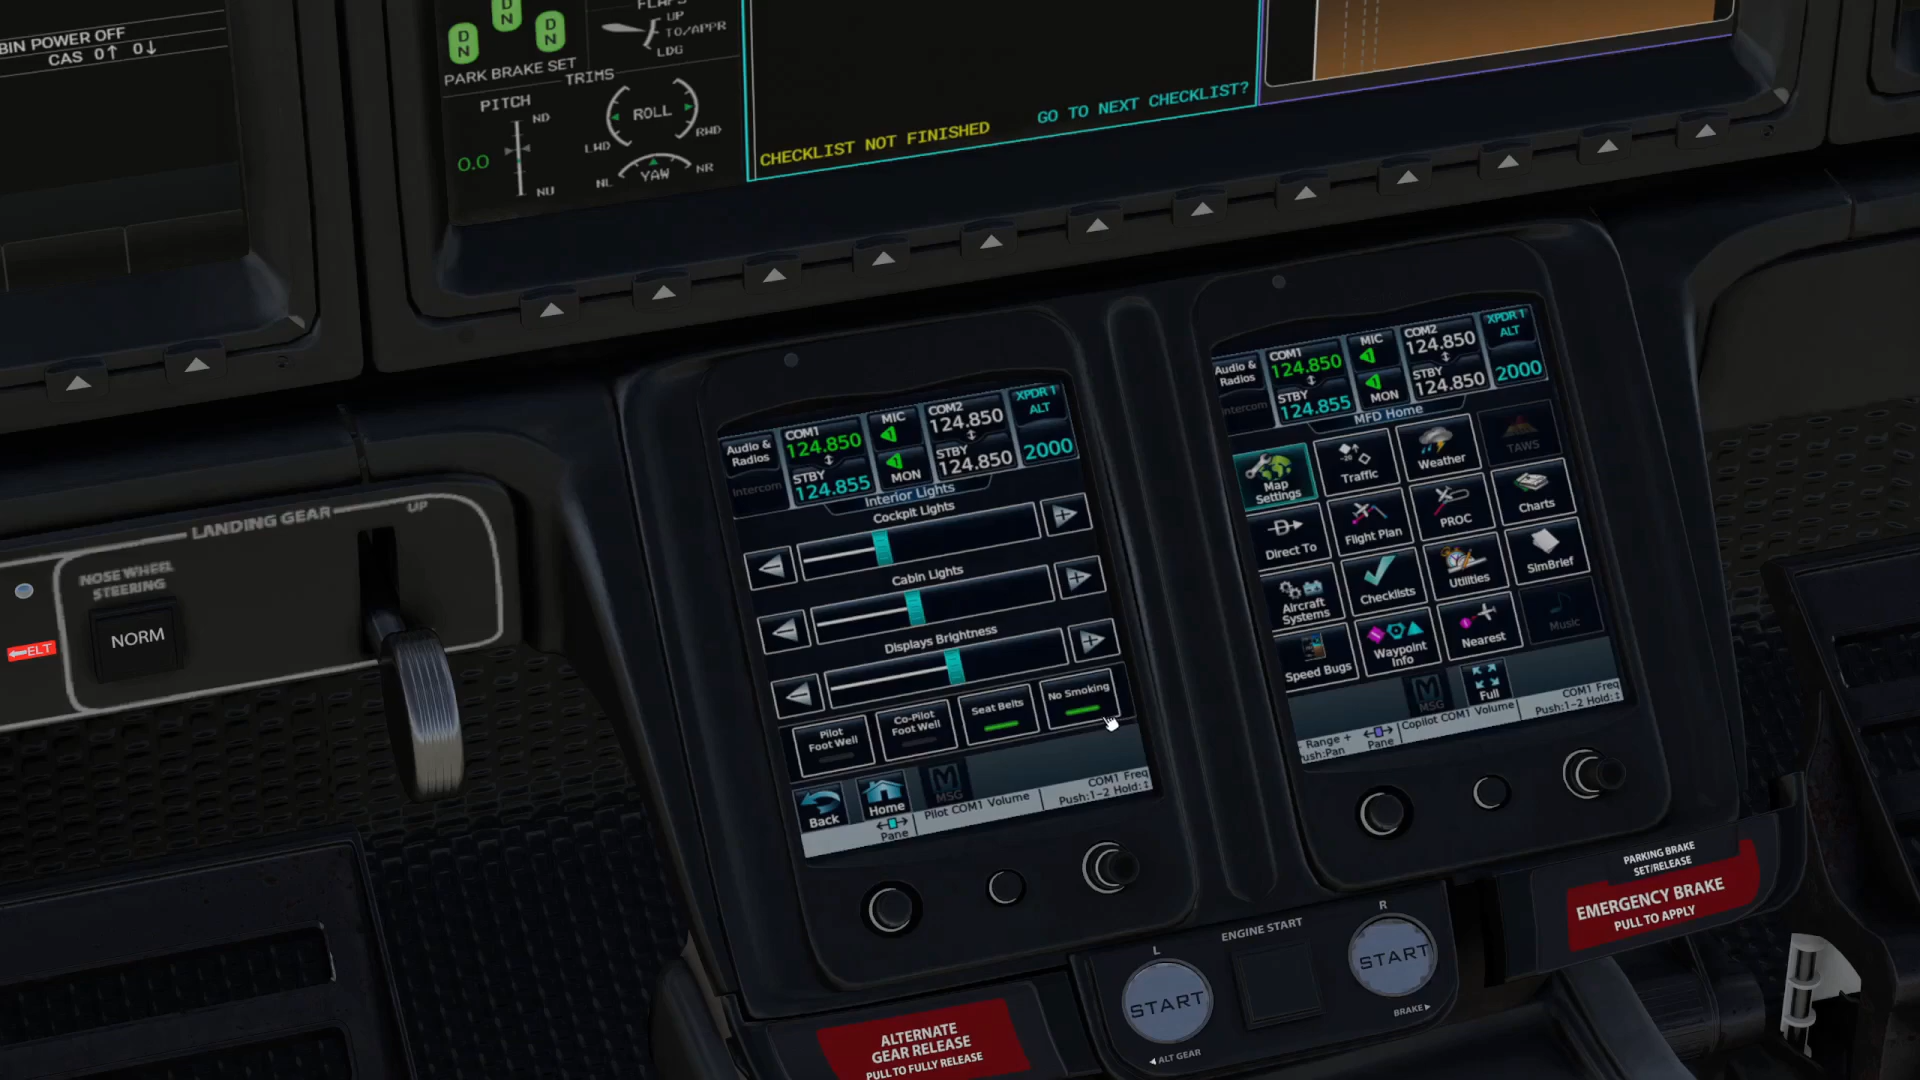 BIN POWER OFF
CAS 0↑ 0↓
D
N
D
N
D
N
PARK BRAKE SET
UP
TO/APPR
LDG
TRIMS
PITCH
ND
0.0
NU
ROLL
LWD
RWD
NL
YAW
NR
CHECKLIST NOT FINISHED
GO TO NEXT CHECKLIST?
LANDING GEAR
UP
NOSE WHEEL
STEERING
NORM
ELT
Audio &
Radios
Intercom
COM1
124.850
STBY
124.855
MIC
MON
COM2
124.850
STBY
124.850
XPDR 1
ALT
2000
Interior Lights
Cockpit Lights
Cabin Lights
Displays Brightness
Pilot
Foot Well
Co-Pilot
Foot Well
Seat Belts
No Smoking
Back
Home
MSG
Pane
Pilot COM1 Volume
COM1 Freq
Push:1-2 Hold:↕
Audio &
Radios
Intercom
COM1
124.850
STBY
124.855
MIC
MON
COM2
124.850
STBY
124.850
XPDR 1
ALT
2000
MFD Home
Map
Settings
Traffic
Weather
TAWS
Direct To
Flight Plan
PROC
Charts
Aircraft
Systems
Checklists
Utilities
SimBrief
Speed Bugs
Waypoint
Info
Nearest
Music
MSG
Full
- Range +
ush:Pan
Pane
Copilot COM1 Volume
COM1 Freq
Push:1-2 Hold:↕
ENGINE START
L
START
R
START
BRAKE
ALT GEAR
ALTERNATE
GEAR RELEASE
PULL TO FULLY RELEASE
PARKING BRAKE
SET/RELEASE
EMERGENCY BRAKE
PULL TO APPLY